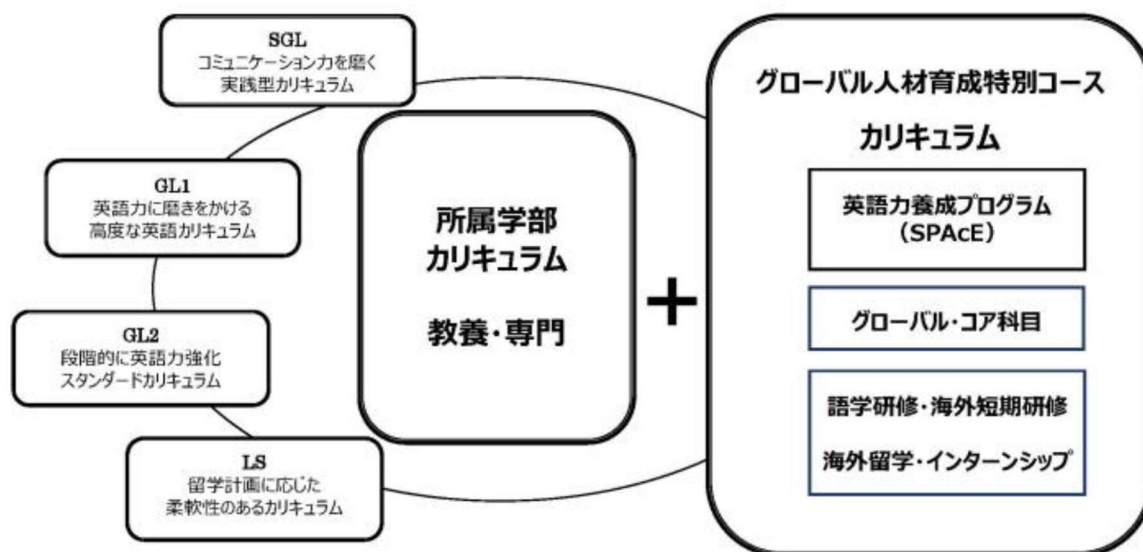 SGL
コミュニケーション力を磨く
実践型カリキュラム
GL1
英語力に磨きをかける
高度な英語カリキュラム
GL2
段階的に英語力強化
スタンダードカリキュラム
LS
留学計画に応じた
柔軟性のあるカリキュラム
所属学部
カリキュラム
教養・専門
+
グローバル人材育成特別コース
カリキュラム
英語力養成プログラム
（SPAcE）
グローバル・コア科目
語学研修・海外短期研修
海外留学・インターンシップ